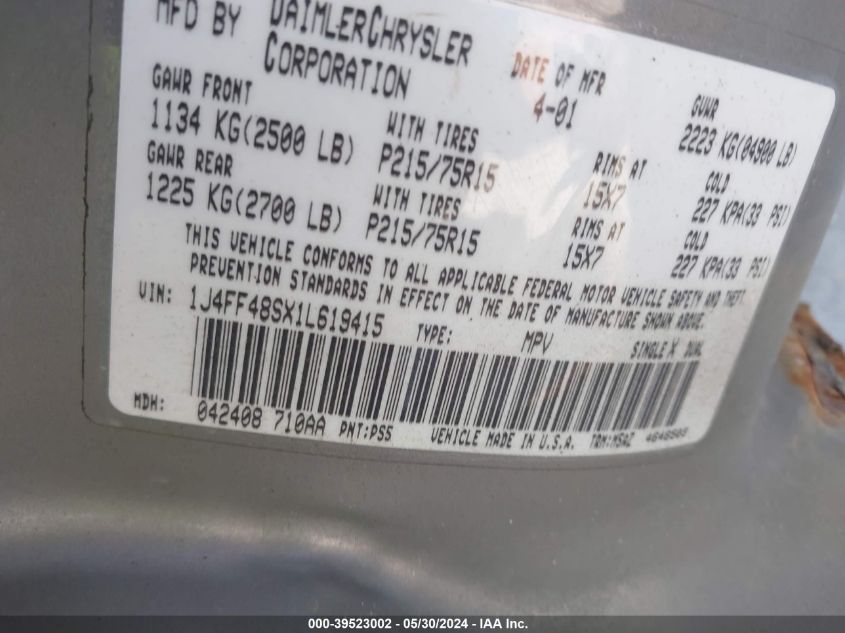 MFD BY DAIMLERCHRYSLER CORPORATION
DATE OF MFR 4-01
GVWR 2223 KG(04900 LB)
GAWR FRONT 1134 KG(2500 LB)
WITH TIRES P215/75R15
RIMS AT 15X7
COLD 227 KPA(33 PSI)
GAWR REAR 1225 KG(2700 LB)
WITH TIRES P215/75R15
RIMS AT 15X7
COLD 227 KPA(33 PSI)
THIS VEHICLE CONFORMS TO ALL APPLICABLE FEDERAL MOTOR VEHICLE SAFETY AND THEFT
PREVENTION STANDARDS IN EFFECT ON THE DATE OF MANUFACTURE SHOWN ABOVE.
VIN: 1J4FF48SX1L619415 TYPE: MPV SINGLE X DUAL
MDH: 042408 710AA PNT:PS5 VEHICLE MADE IN U.S.A. TRM:MSAZ
000-39523002 - 05/30/2024 - IAA Inc.